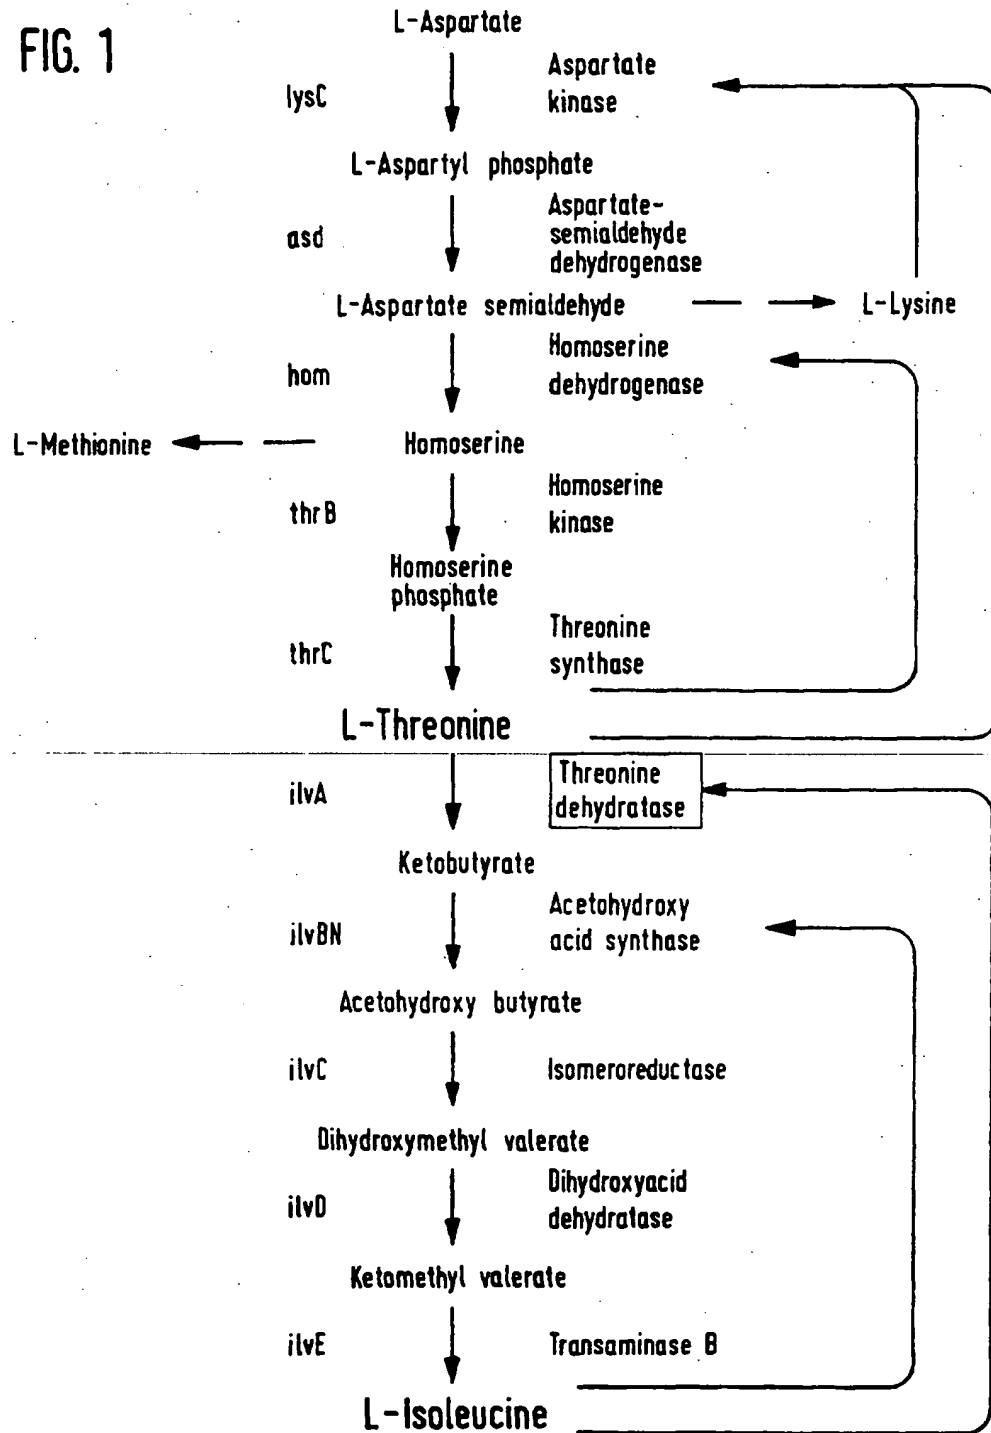 FIG. 1
L-Aspartate
lysC
Aspartate
kinase
L-Aspartyl phosphate
asd
Aspartate-
semialdehyde
dehydrogenase
L-Aspartate semialdehyde
L-Lysine
hom
Homoserine
dehydrogenase
L-Methionine
Homoserine
thrB
Homoserine
kinase
Homoserine
phosphate
thrC
Threonine
synthase
L-Threonine
ilvA
Threonine
dehydratase
Ketobutyrate
ilvBN
Acetohydroxy
acid synthase
Acetohydroxy butyrate
ilvC
Isomeroreductase
Dihydroxymethyl valerate
ilvD
Dihydroxyacid
dehydratase
Ketomethyl valerate
ilvE
Transaminase B
L-Isoleucine